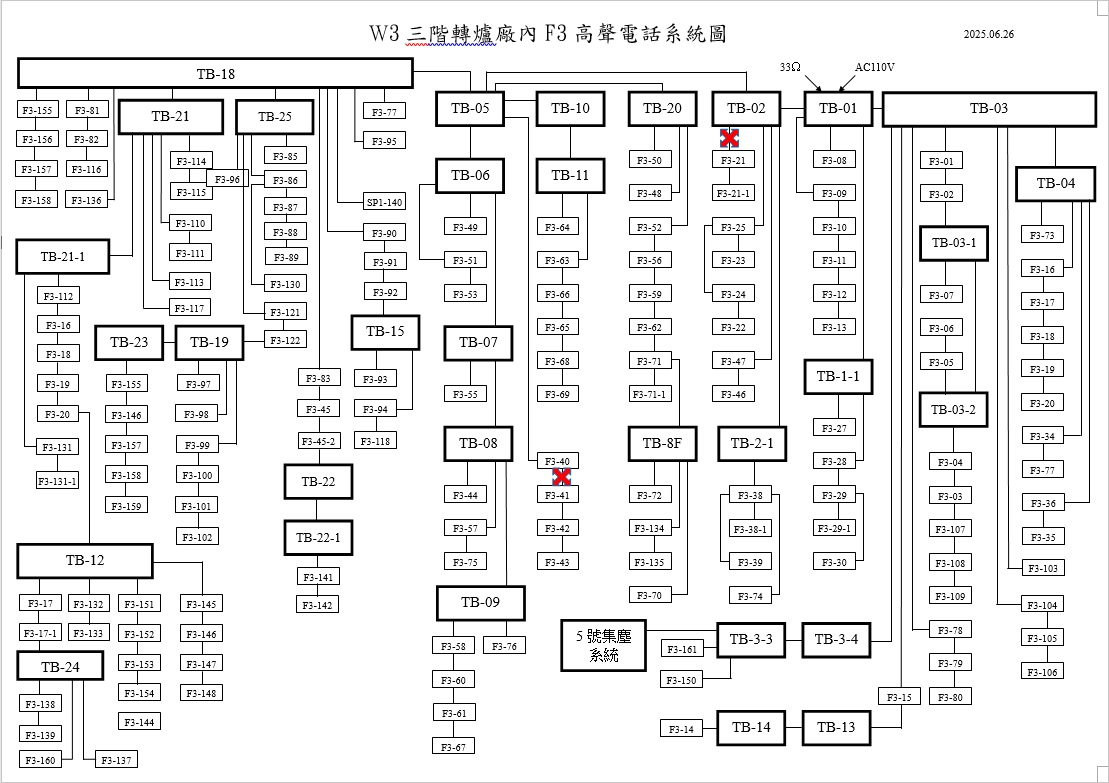 W3 三階轉爐廠內 F3 高聲電話系統圖
2025.06.26
33Ω
AC110V
TB-18
TB-05
TB-10
TB-20
TB-02
TB-01
TB-03
F3-155
F3-81
TB-21
TB-25
F3-77
F3-156
F3-82
F3-95
F3-157
F3-116
F3-158
F3-136
F3-114
F3-96
F3-115
F3-110
F3-111
F3-113
F3-117
F3-85
F3-86
F3-87
F3-88
F3-89
F3-130
F3-121
F3-122
SP1-140
F3-90
F3-91
F3-92
TB-15
F3-93
F3-94
F3-118
TB-21-1
F3-112
F3-16
F3-18
F3-19
F3-20
F3-131
F3-131-1
TB-23
TB-19
F3-155
F3-146
F3-157
F3-158
F3-159
F3-97
F3-98
F3-99
F3-100
F3-101
F3-102
F3-83
F3-45
F3-45-2
TB-22
TB-22-1
F3-141
F3-142
TB-12
F3-17
F3-17-1
F3-132
F3-133
F3-151
F3-152
F3-153
F3-154
F3-144
F3-145
F3-146
F3-147
F3-148
TB-24
F3-138
F3-139
F3-160
F3-137
TB-06
F3-49
F3-51
F3-53
TB-07
F3-55
TB-08
F3-44
F3-57
F3-75
TB-09
F3-58
F3-76
F3-60
F3-61
F3-67
TB-11
F3-64
F3-63
F3-66
F3-65
F3-68
F3-69
F3-40
F3-41
F3-42
F3-43
F3-50
F3-48
F3-52
F3-56
F3-59
F3-62
F3-71
F3-71-1
TB-8F
F3-72
F3-134
F3-135
F3-70
F3-21
F3-21-1
F3-25
F3-23
F3-24
F3-22
F3-47
F3-46
TB-2-1
F3-38
F3-38-1
F3-39
F3-74
F3-08
F3-09
F3-10
F3-11
F3-12
F3-13
TB-1-1
F3-27
F3-28
F3-29
F3-29-1
F3-30
F3-01
F3-02
TB-03-1
F3-07
F3-06
F3-05
TB-03-2
F3-04
F3-03
F3-107
F3-108
F3-109
F3-78
F3-79
F3-80
TB-04
F3-73
F3-16
F3-17
F3-18
F3-19
F3-20
F3-34
F3-77
F3-36
F3-35
F3-103
F3-104
F3-105
F3-106
5 號集塵
系統
F3-161
F3-150
TB-3-3
TB-3-4
F3-15
F3-14
TB-14
TB-13